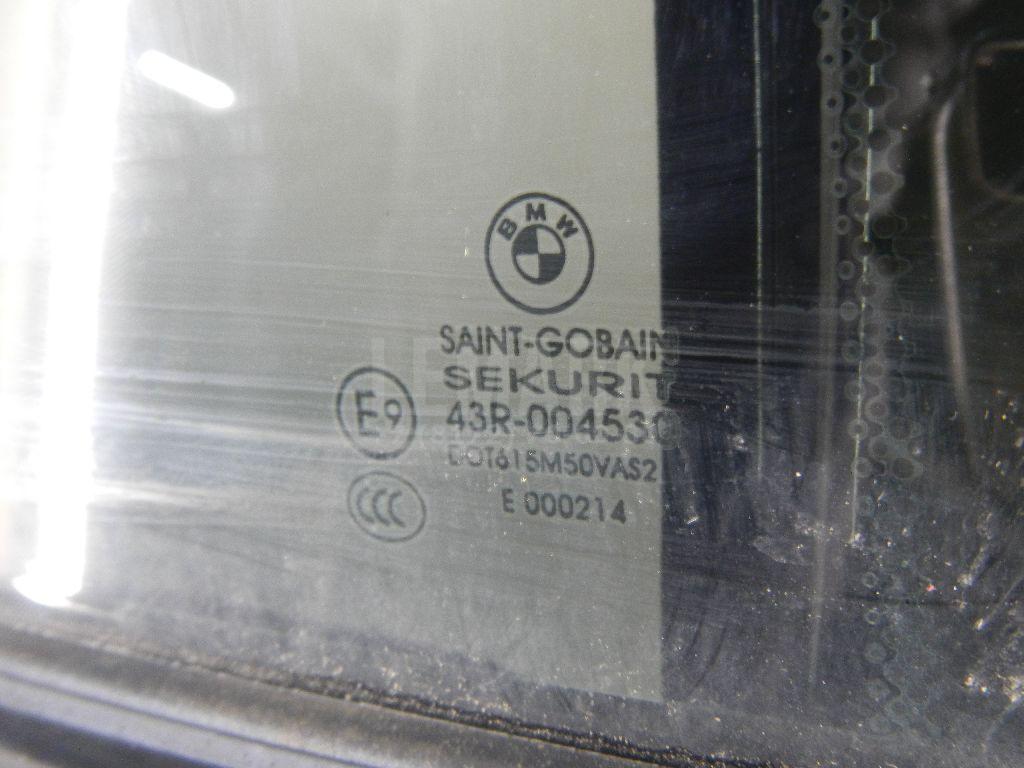 BMW
SAINT-GOBAIN
SEKURIT
E9
43R-004530
DOT615M50VAS2
CCC
E 000214